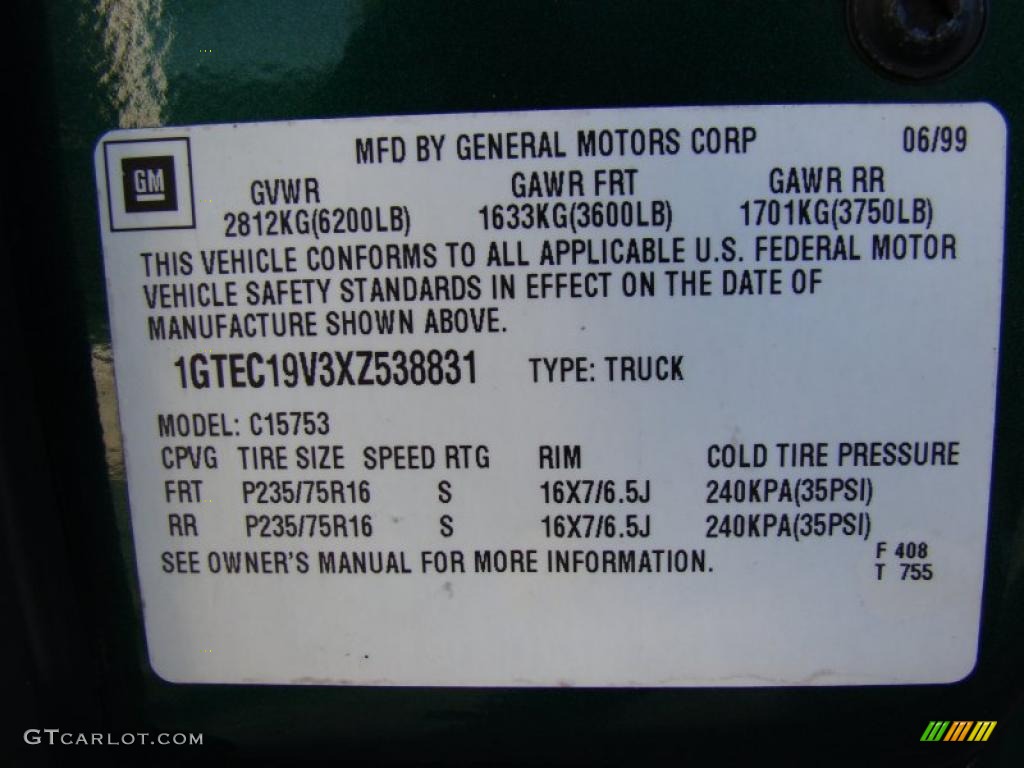 MFD BY GENERAL MOTORS CORP 06/99
GM
GVWR GAWR FRT GAWR RR
2812KG(6200LB) 1633KG(3600LB) 1701KG(3750LB)
THIS VEHICLE CONFORMS TO ALL APPLICABLE U.S. FEDERAL MOTOR
VEHICLE SAFETY STANDARDS IN EFFECT ON THE DATE OF
MANUFACTURE SHOWN ABOVE.
1GTEC19V3XZ538831 TYPE: TRUCK
MODEL: C15753
CPVG TIRE SIZE SPEED RTG RIM COLD TIRE PRESSURE
FRT P235/75R16 S 16X7/6.5J 240KPA(35PSI)
RR P235/75R16 S 16X7/6.5J 240KPA(35PSI)
SEE OWNER'S MANUAL FOR MORE INFORMATION.
F 408
T 755
GTCARLOT.COM